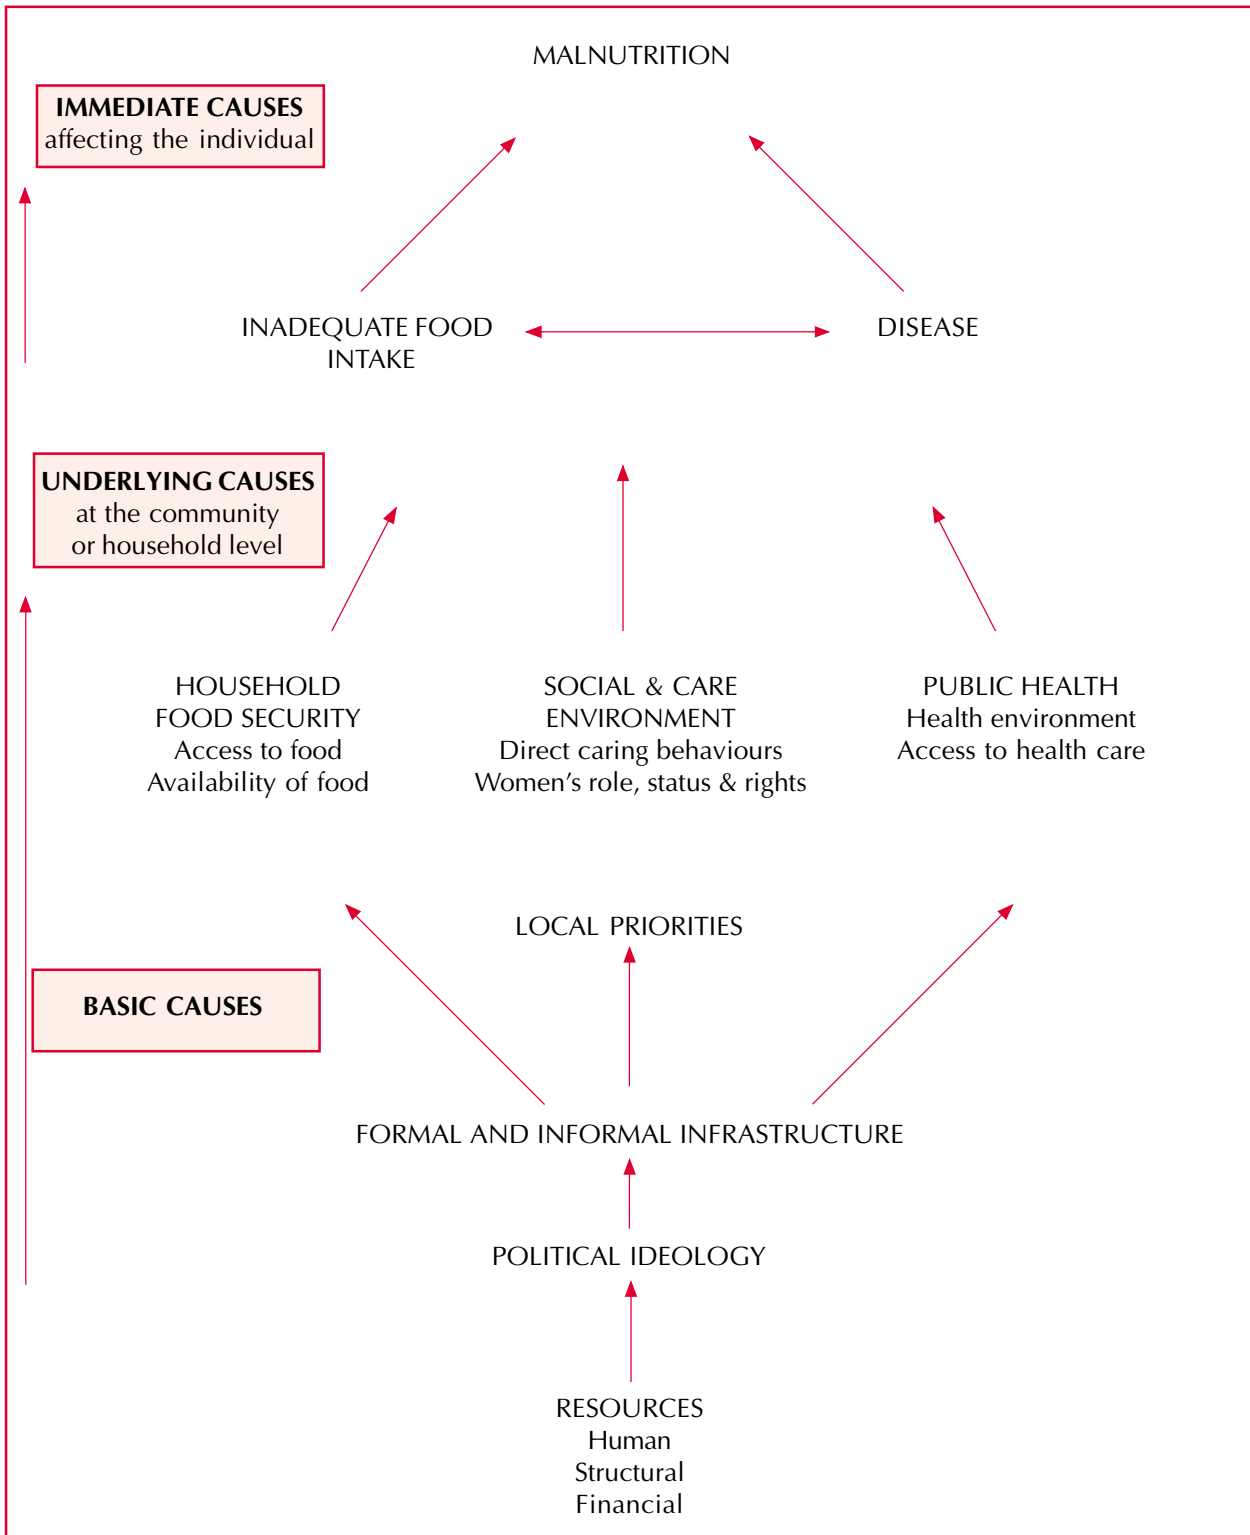 MALNUTRITION
IMMEDIATE CAUSES
affecting the individual
INADEQUATE FOOD
INTAKE
DISEASE
UNDERLYING CAUSES
at the community
or household level
HOUSEHOLD
FOOD SECURITY
Access to food
Availability of food
SOCIAL & CARE
ENVIRONMENT
Direct caring behaviours
Women’s role, status & rights
PUBLIC HEALTH
Health environment
Access to health care
LOCAL PRIORITIES
BASIC CAUSES
FORMAL AND INFORMAL INFRASTRUCTURE
POLITICAL IDEOLOGY
RESOURCES
Human
Structural
Financial